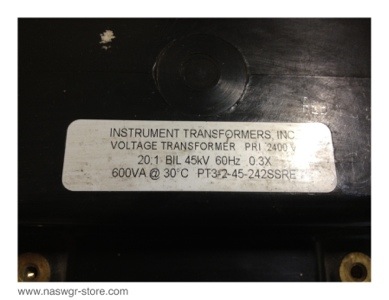 INSTRUMENT TRANSFORMERS, INC.
VOLTAGE TRANSFORMER PRI 2400 V
20:1 BIL 45kV 60Hz 0.3X
600VA @ 30°C PT3-2-45-242SSRE
www.naswgr-store.com